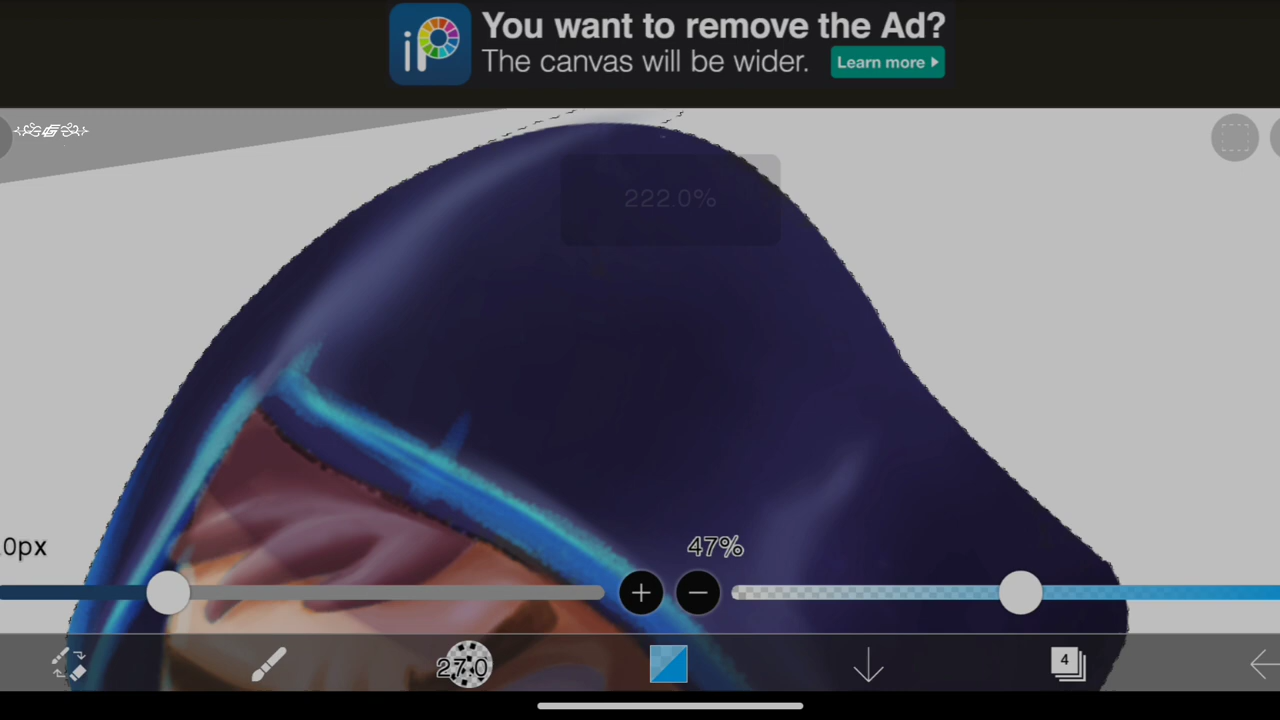 iP
You want to remove the Ad?
The canvas will be wider.
Learn more
222.0%
0px
47%
27.0
4